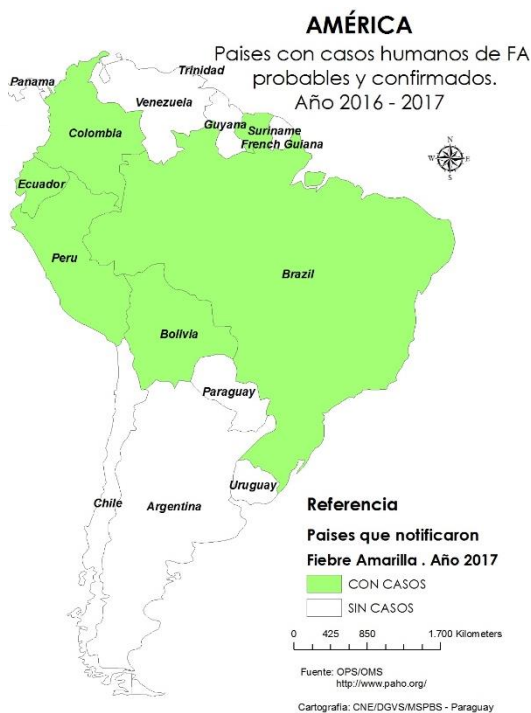 AMÉRICA
Paises con casos humanos de FA
probables y confirmados.
Año 2016 - 2017
Panama
Trinidad
Venezuela
Guyana
Suriname
French Guiana
Colombia
N
W E
S
Ecuador
Peru
Brazil
Bolivia
Paraguay
Uruguay
Chile
Argentina
Referencia
Paises que notificaron
Fiebre Amarilla . Año 2017
CON CASOS
SIN CASOS
0 425 850 1.700 Kilometers
Fuente: OPS/OMS
http://www.paho.org/
Cartografía: CNE/DGVS/MSPBS - Paraguay